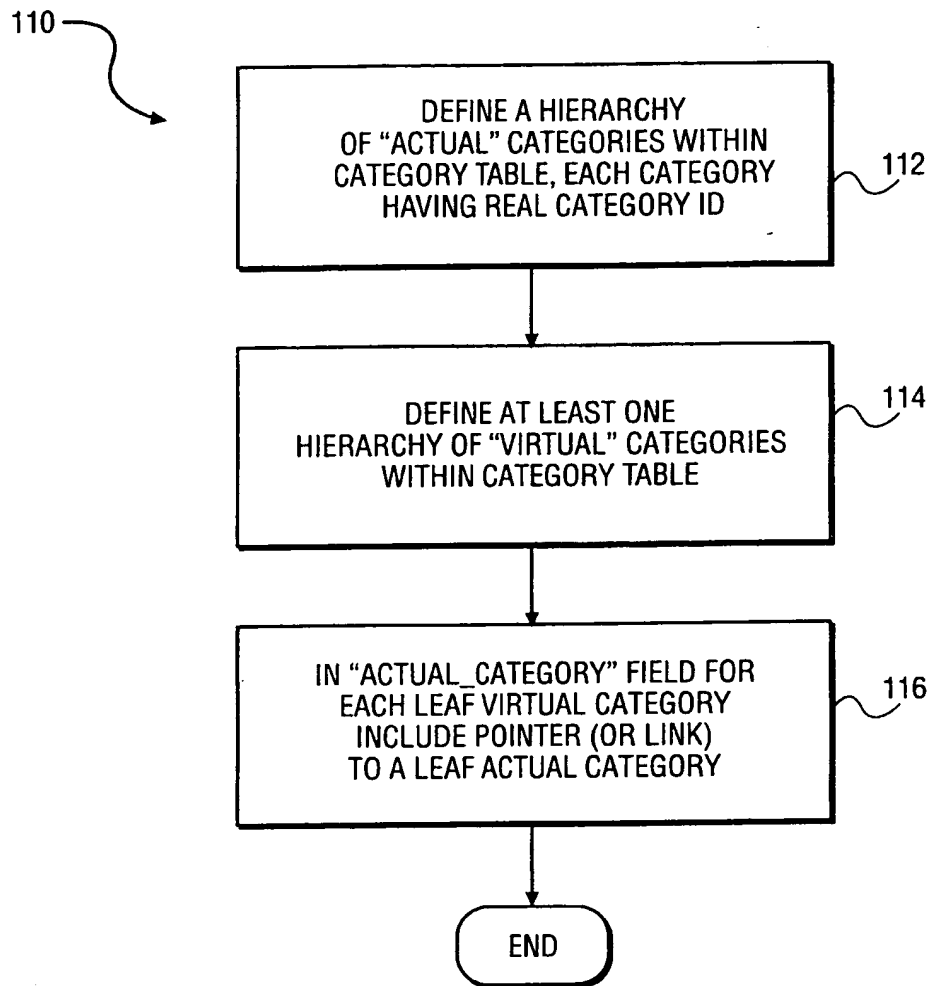 110
DEFINE A HIERARCHY
OF “ACTUAL” CATEGORIES WITHIN
CATEGORY TABLE, EACH CATEGORY
HAVING REAL CATEGORY ID
112
DEFINE AT LEAST ONE
HIERARCHY OF “VIRTUAL” CATEGORIES
WITHIN CATEGORY TABLE
114
IN “ACTUAL_CATEGORY” FIELD FOR
EACH LEAF VIRTUAL CATEGORY
INCLUDE POINTER (OR LINK)
TO A LEAF ACTUAL CATEGORY
116
END